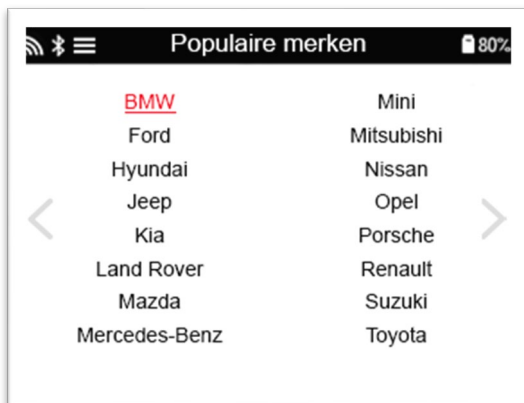 Populaire merken
80%
BMW
Ford
Hyundai
Jeep
Kia
Land Rover
Mazda
Mercedes-Benz
Mini
Mitsubishi
Nissan
Opel
Porsche
Renault
Suzuki
Toyota